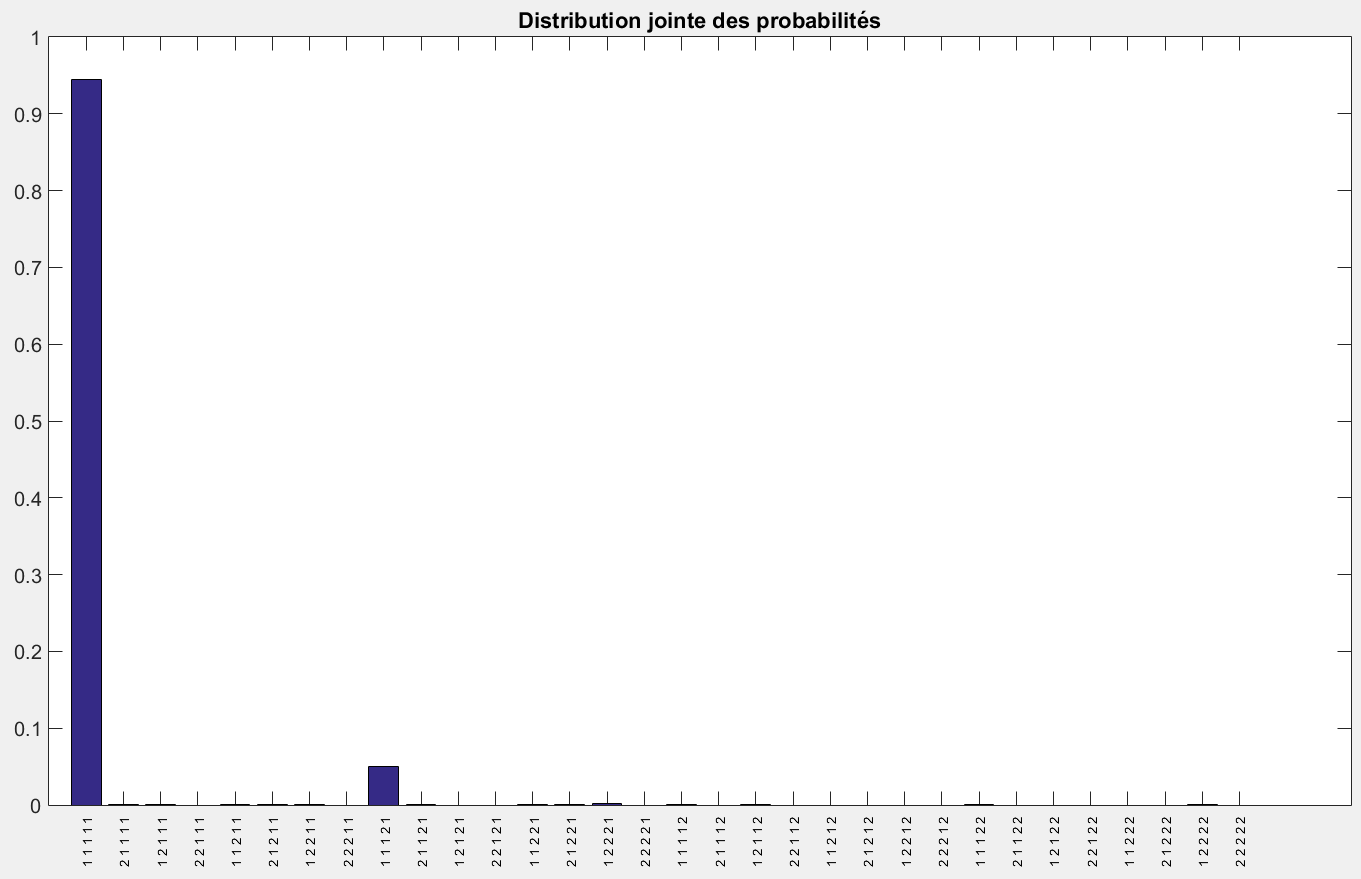 Distribution jointe des probabilités
1
0.9
0.8
0.7
0.6
0.5
0.4
0.3
0.2
0.1
0
1 1 1 1 1
2 1 1 1 1
1 2 1 1 1
2 2 1 1 1
1 1 2 1 1
2 1 2 1 1
1 2 2 1 1
2 2 2 1 1
1 1 1 2 1
2 1 1 2 1
1 2 1 2 1
2 2 1 2 1
1 1 2 2 1
2 1 2 2 1
1 2 2 2 1
2 2 2 2 1
1 1 1 1 2
2 1 1 1 2
1 2 1 1 2
2 2 1 1 2
1 1 2 1 2
2 1 2 1 2
1 2 2 1 2
2 2 2 1 2
1 1 1 2 2
2 1 1 2 2
1 2 1 2 2
2 2 1 2 2
1 1 2 2 2
2 1 2 2 2
1 2 2 2 2
2 2 2 2 2